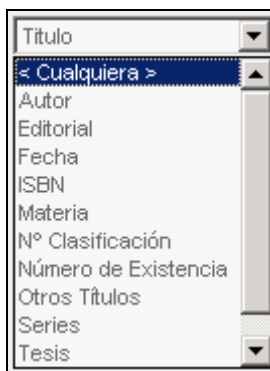 Titulo
< Cualquiera >
Autor
Editorial
Fecha
ISBN
Materia
Nº Clasificación
Número de Existencia
Otros Títulos
Series
Tesis